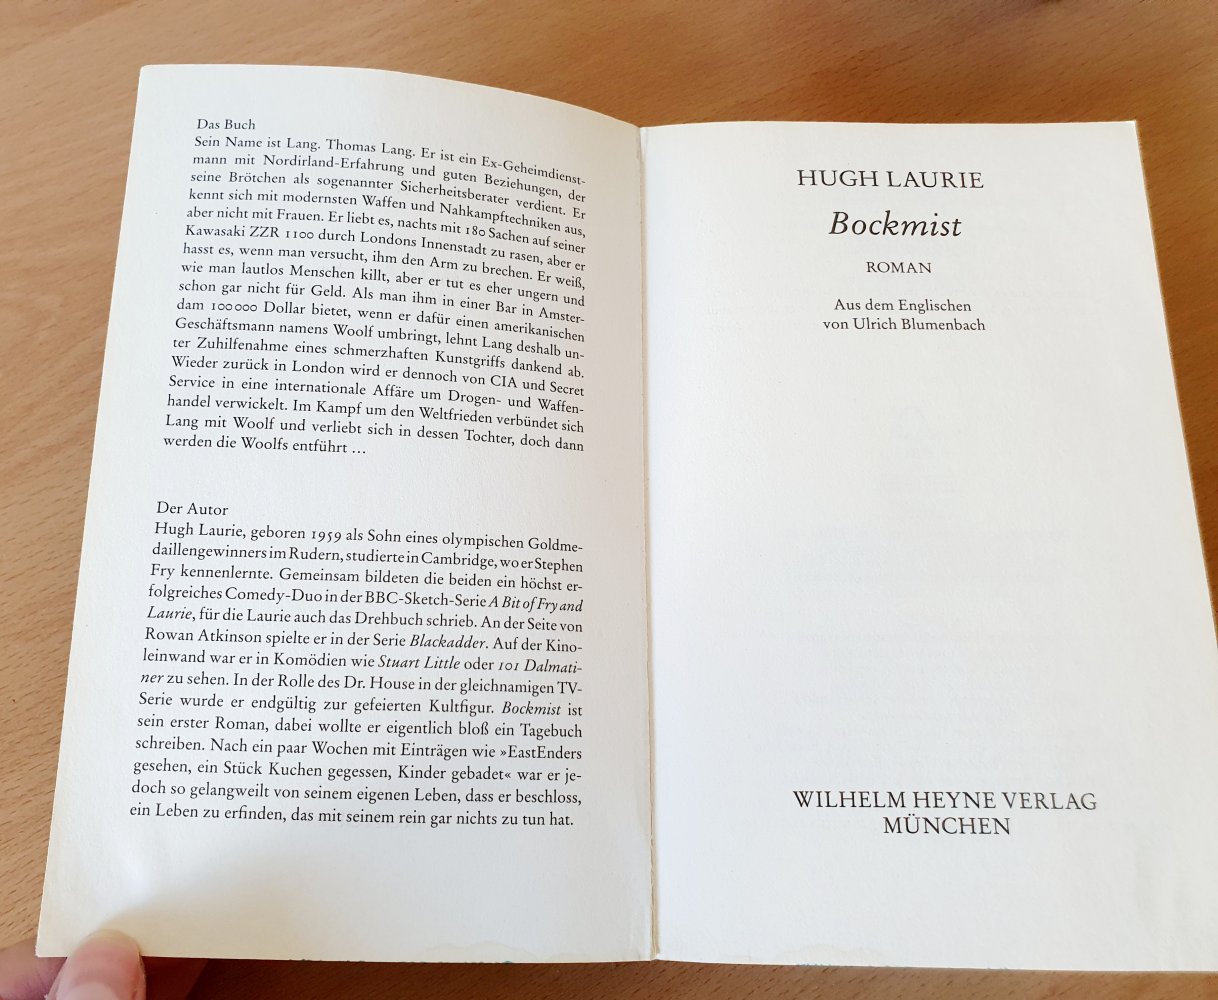 Das Buch
Sein Name ist Lang. Thomas Lang. Er ist ein Ex-Geheimdienst-
mann mit Nordirland-Erfahrung und guten Beziehungen, der
seine Brötchen als sogenannter Sicherheitsberater verdient. Er
kennt sich mit modernsten Waffen und Nahkampftechniken aus,
aber nicht mit Frauen. Er liebt es, nachts mit 180 Sachen auf seiner
Kawasaki ZZR 1100 durch Londons Innenstadt zu rasen, aber er
hasst es, wenn man versucht, ihm den Arm zu brechen. Er weiß,
wie man lautlos Menschen killt, aber er tut es eher ungern und
schon gar nicht für Geld. Als man ihm in einer Bar in Amster-
dam 100000 Dollar bietet, wenn er dafür einen amerikanischen
Geschäftsmann namens Woolf umbringt, lehnt Lang deshalb un-
ter Zuhilfenahme eines schmerzhaften Kunstgriffs dankend ab.
Wieder zurück in London wird er dennoch von CIA und Secret
Service in eine internationale Affäre um Drogen- und Waffen-
handel verwickelt. Im Kampf um den Weltfrieden verbündet sich
Lang mit Woolf und verliebt sich in dessen Tochter, doch dann
werden die Woolfs entführt ...
Der Autor
Hugh Laurie, geboren 1959 als Sohn eines olympischen Goldme-
daillengewinners im Rudern, studierte in Cambridge, wo er Stephen
Fry kennenlernte. Gemeinsam bildeten die beiden ein höchst er-
folgreiches Comedy-Duo in der BBC-Sketch-Serie A Bit of Fry and
Laurie, für die Laurie auch das Drehbuch schrieb. An der Seite von
Rowan Atkinson spielte er in der Serie Blackadder. Auf der Kino-
leinwand war er in Komödien wie Stuart Little oder 101 Dalmati-
ner zu sehen. In der Rolle des Dr. House in der gleichnamigen TV-
Serie wurde er endgültig zur gefeierten Kultfigur. Bockmist ist
sein erster Roman, dabei wollte er eigentlich bloß ein Tagebuch
schreiben. Nach ein paar Wochen mit Einträgen wie »EastEnders
gesehen, ein Stück Kuchen gegessen, Kinder gebadet« war er je-
doch so gelangweilt von seinem eigenen Leben, dass er beschloss,
ein Leben zu erfinden, das mit seinem rein gar nichts zu tun hat.
HUGH LAURIE
Bockmist
ROMAN
Aus dem Englischen
von Ulrich Blumenbach
WILHELM HEYNE VERLAG
MÜNCHEN